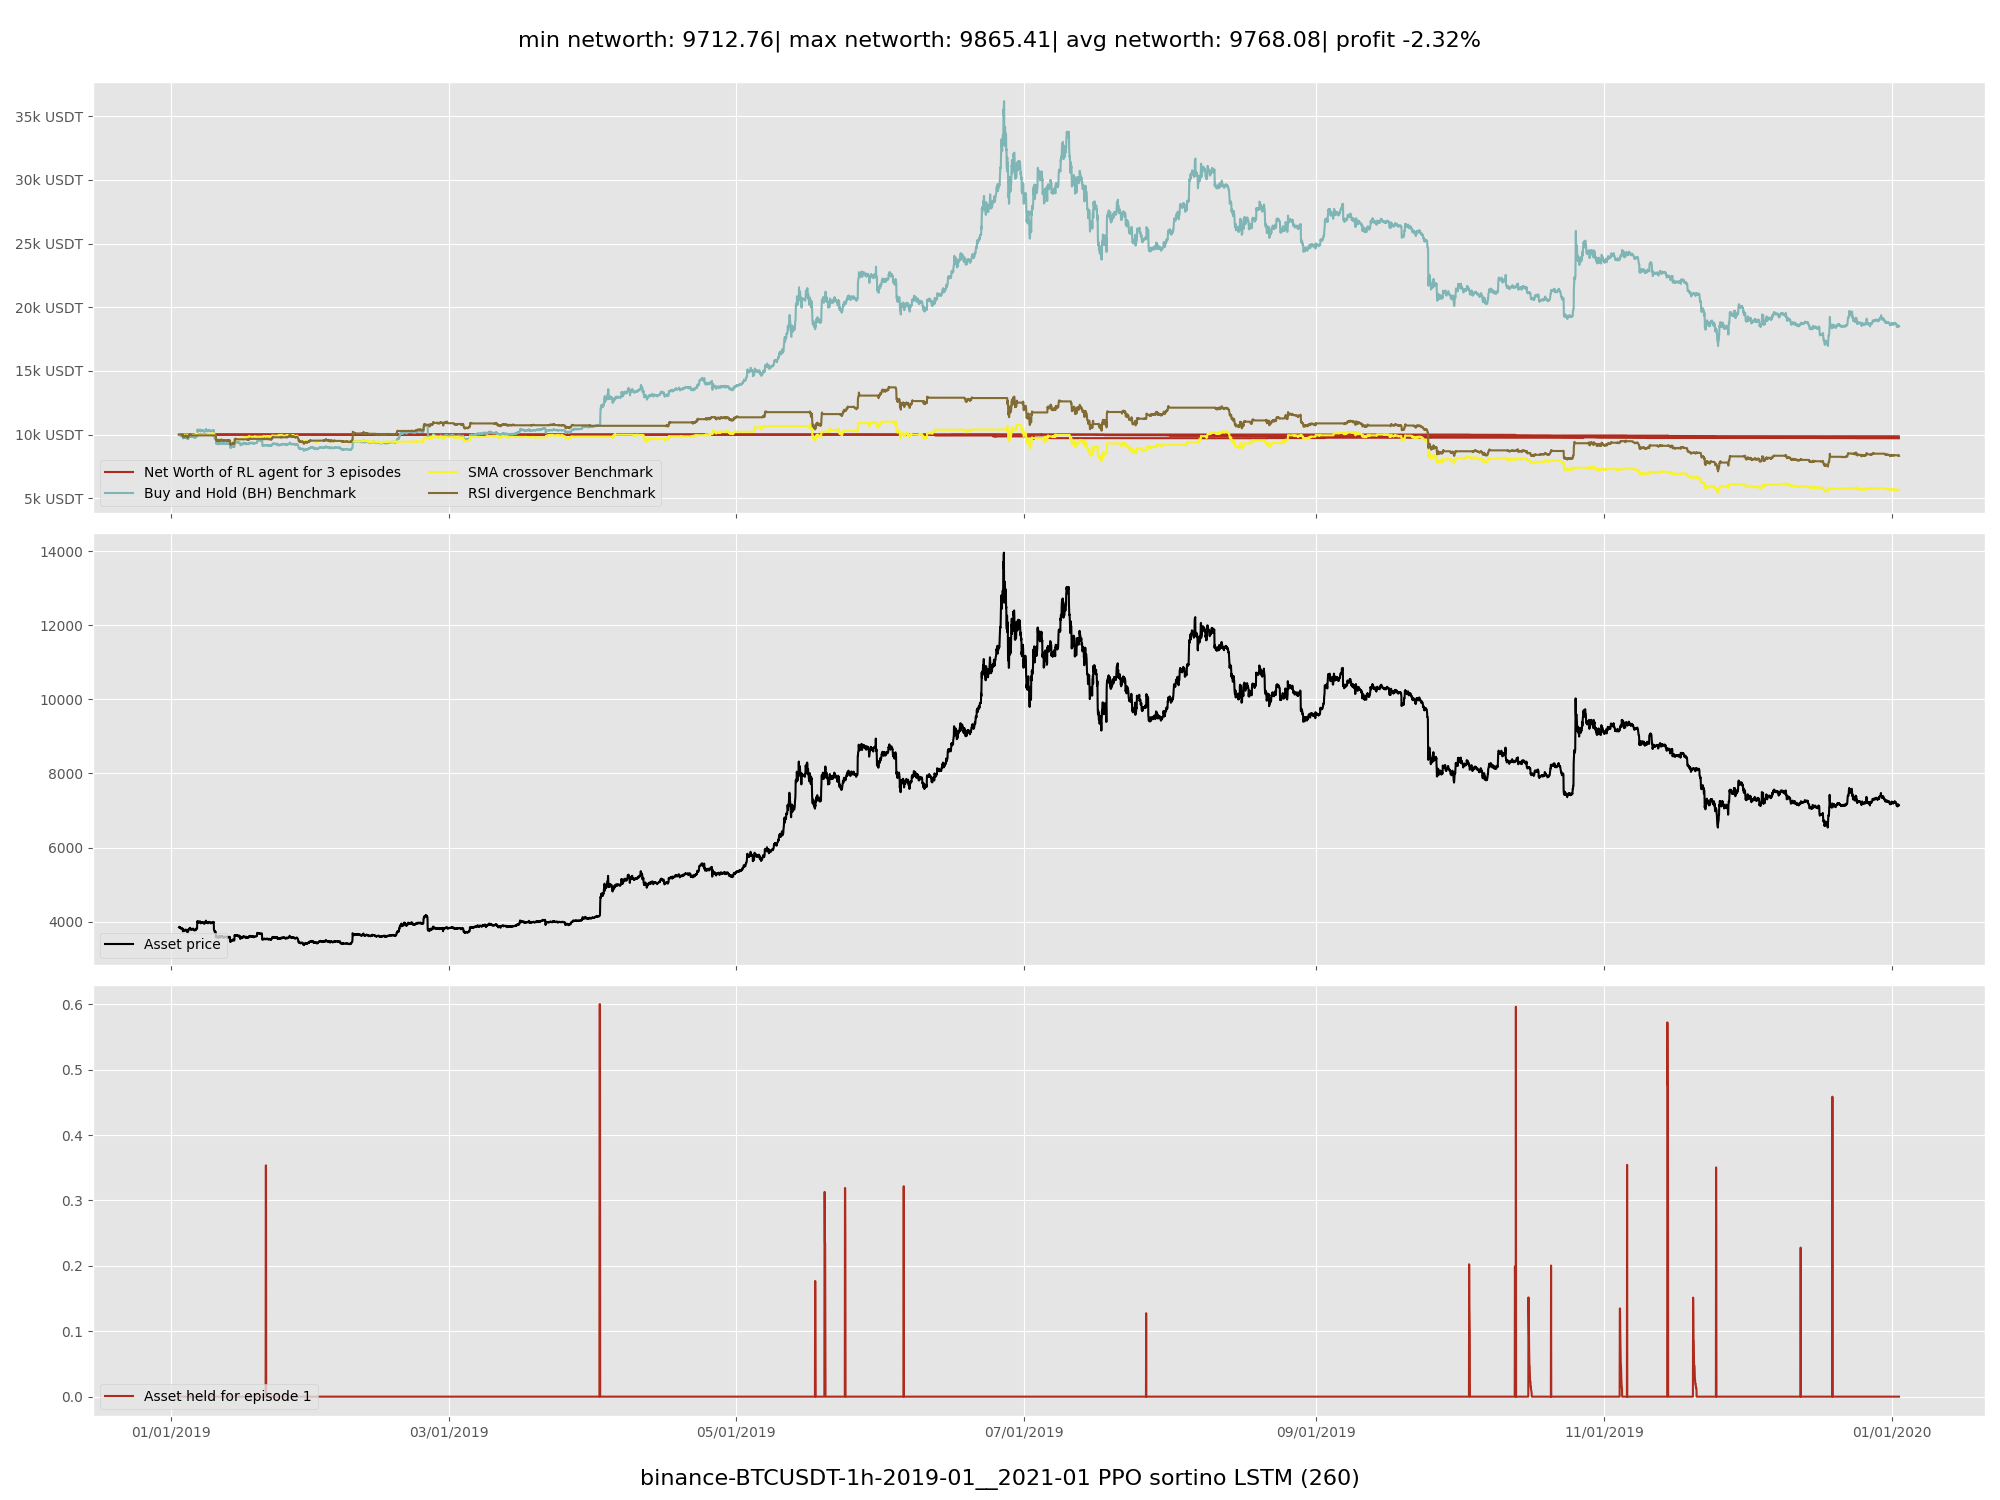 min networth: 9712.76| max networth: 9865.41| avg networth: 9768.08| profit -2.32%
35k USDT
30k USDT
25k USDT
20k USDT
15k USDT
10k USDT
5k USDT
Net Worth of RL agent for 3 episodes
Buy and Hold (BH) Benchmark
SMA crossover Benchmark
RSI divergence Benchmark
14000
12000
10000
8000
6000
4000
Asset price
0.6
0.5
0.4
0.3
0.2
0.1
0.0
Asset held for episode 1
01/01/2019 03/01/2019 05/01/2019 07/01/2019 09/01/2019 11/01/2019 01/01/2020
binance-BTCUSDT-1h-2019-01__2021-01 PPO sortino LSTM (260)